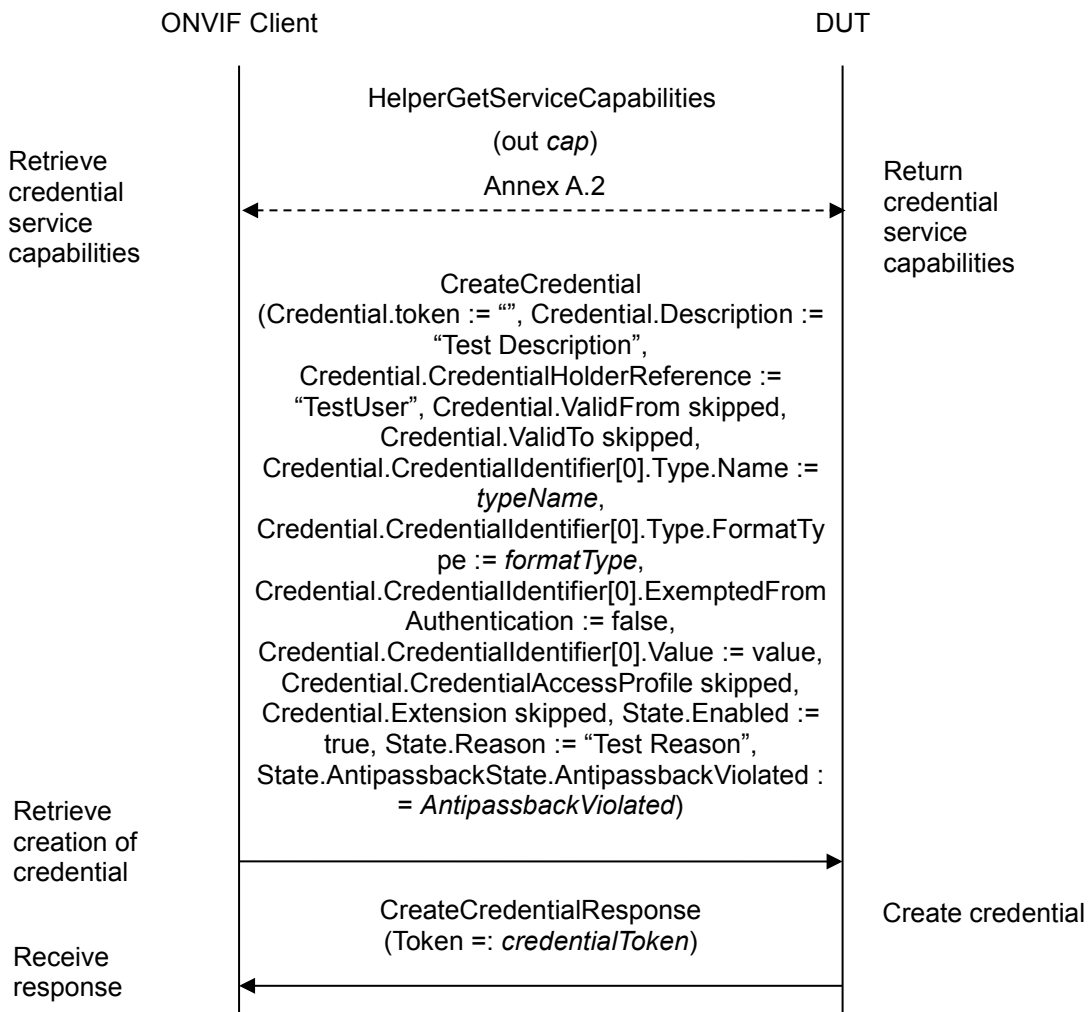 ONVIF Client
DUT
HelperGetServiceCapabilities
(out cap)
Annex A.2
Retrieve
credential
service
capabilities
Return
credential
service
capabilities
CreateCredential
(Credential.token := “”, Credential.Description :=
“Test Description”,
Credential.CredentialHolderReference :=
“TestUser”, Credential.ValidFrom skipped,
Credential.ValidTo skipped,
Credential.CredentialIdentifier[0].Type.Name :=
typeName,
Credential.CredentialIdentifier[0].Type.FormatTy
pe := formatType,
Credential.CredentialIdentifier[0].ExemptedFrom
Authentication := false,
Credential.CredentialIdentifier[0].Value := value,
Credential.CredentialAccessProfile skipped,
Credential.Extension skipped, State.Enabled :=
true, State.Reason := “Test Reason”,
State.AntipassbackState.AntipassbackViolated :
= AntipassbackViolated)
Retrieve
creation of
credential
CreateCredentialResponse
(Token =: credentialToken)
Create credential
Receive
response